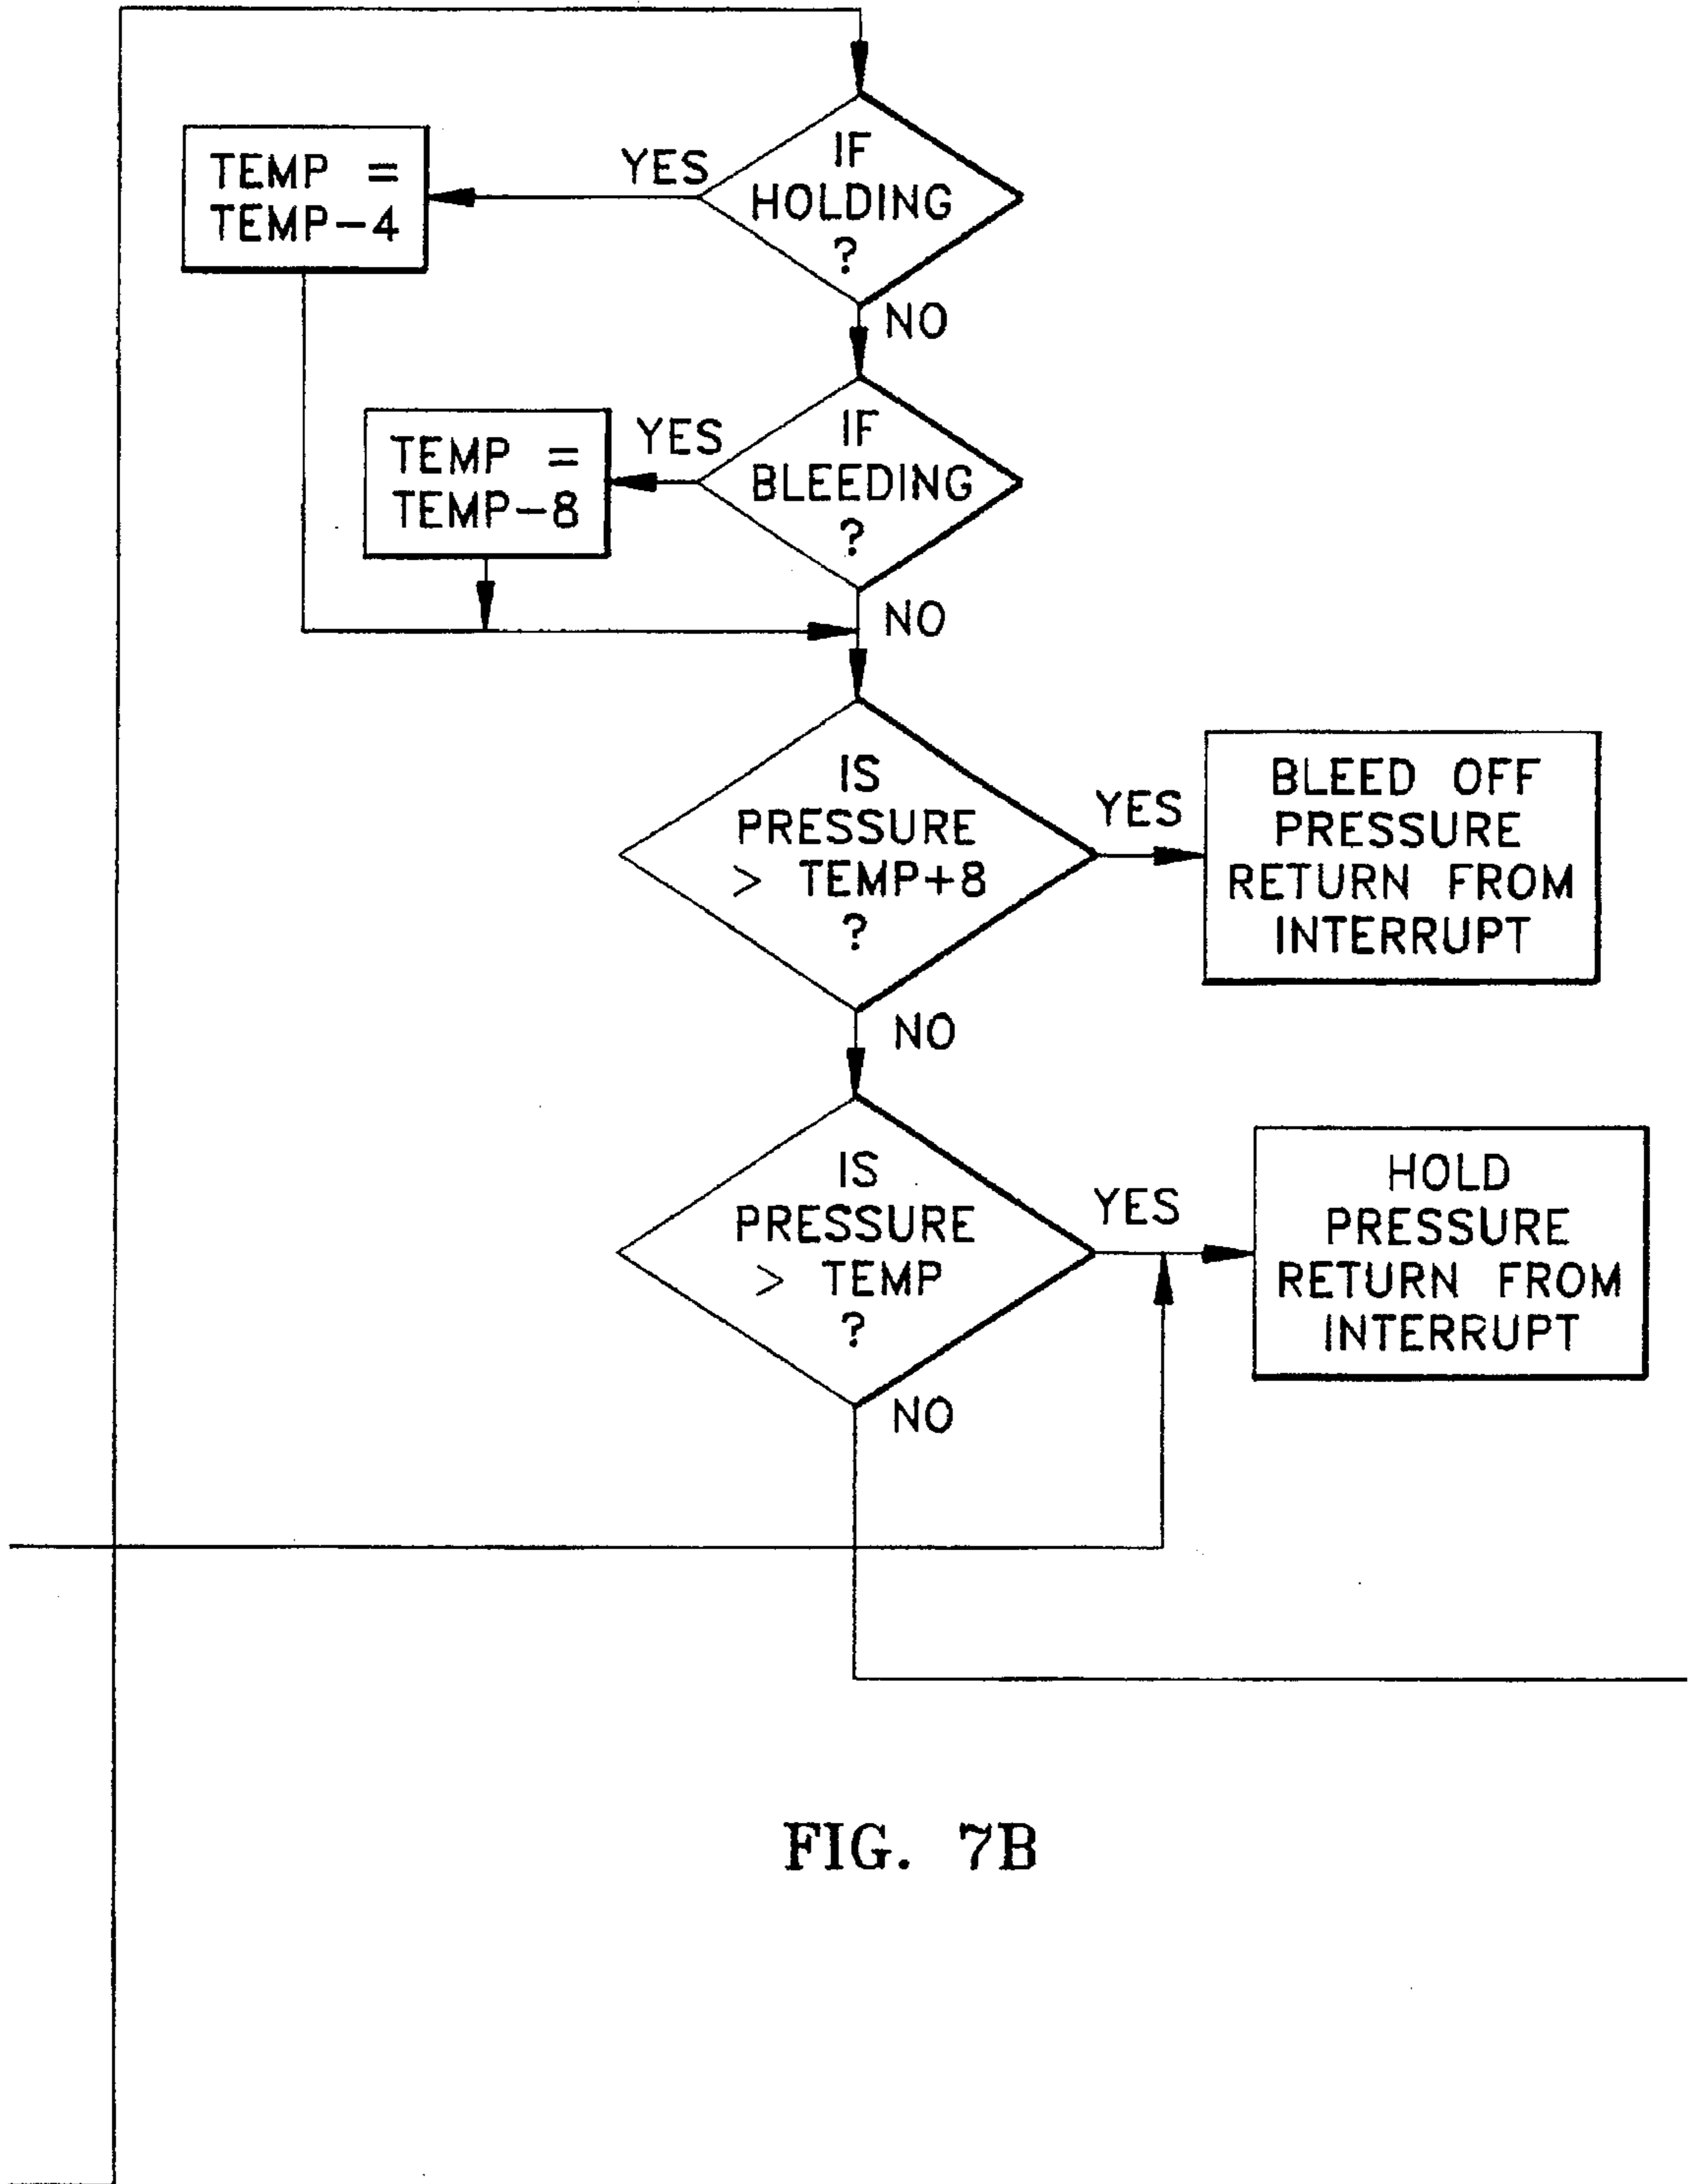 IF
HOLDING
?
YES
TEMP =
TEMP-4
NO
IF
BLEEDING
?
YES
TEMP =
TEMP-8
NO
IS
PRESSURE
> TEMP+8
?
YES
BLEED OFF
PRESSURE
RETURN FROM
INTERRUPT
NO
IS
PRESSURE
> TEMP
?
YES
HOLD
PRESSURE
RETURN FROM
INTERRUPT
NO
FIG. 7B